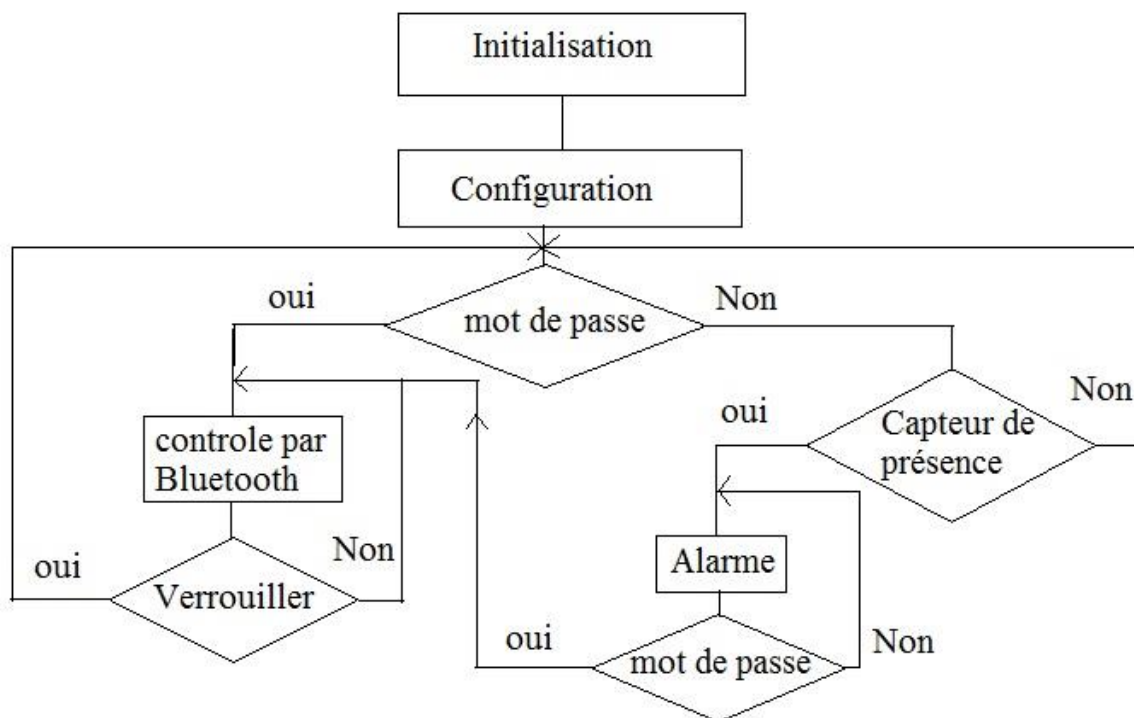 Initialisation
Configuration
oui
mot de passe
Non
controle par
Bluetooth
oui
Verrouiller
Non
oui
Capteur de
présence
Non
Alarme
oui
mot de passe
Non